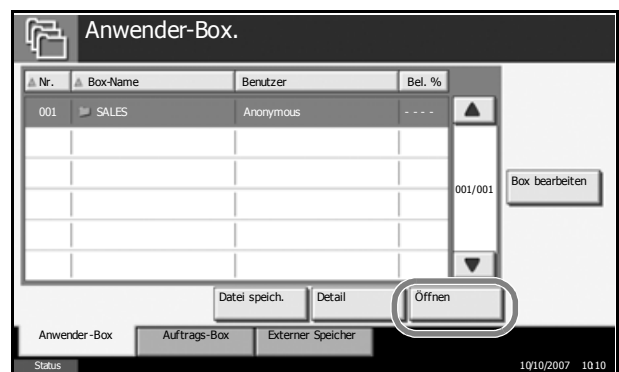 Anwender-Box.
Nr. Box-Name Benutzer Bel. %
001 SALES Anonymous ----
001/001
Box bearbeiten
Datei speich. Detail Öffnen
Anwender-Box Auftrags-Box Externer Speicher
Status 10/10/2007 10:10